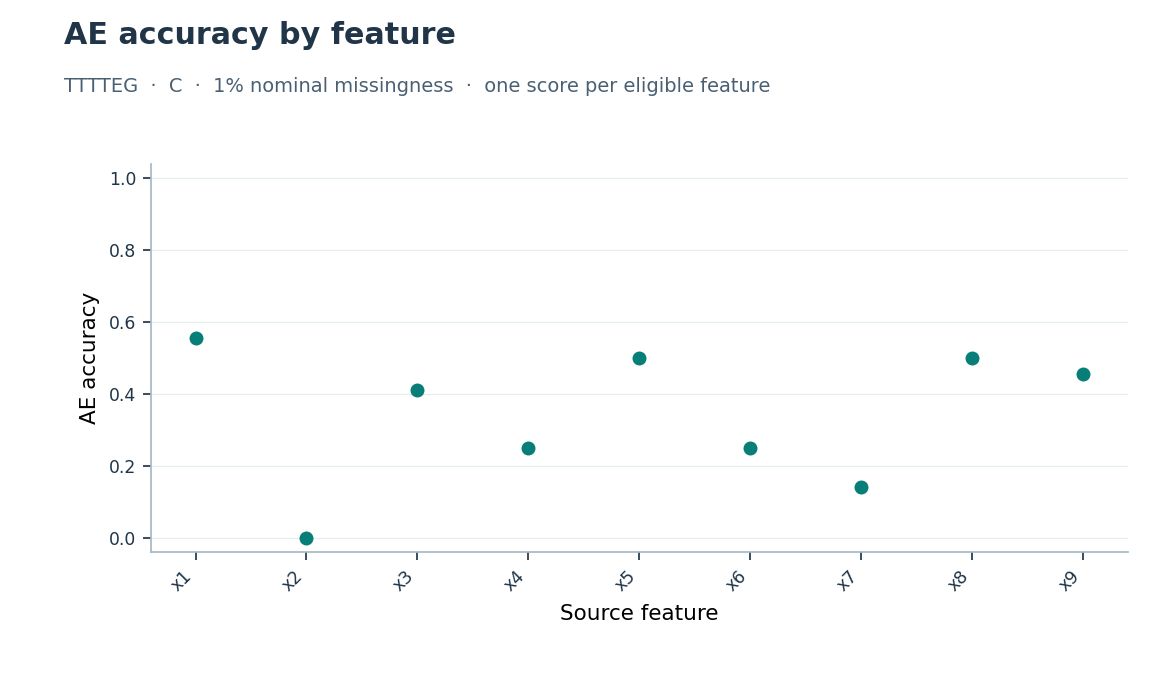 AE accuracy by feature
TTTTEG · C · 1% nominal missingness · one score per eligible feature
1.0
0.8
0.6
0.4
0.2
0.0
AE accuracy
x1 x2 x3 x4 x5 x6 x7 x8 x9
Source feature